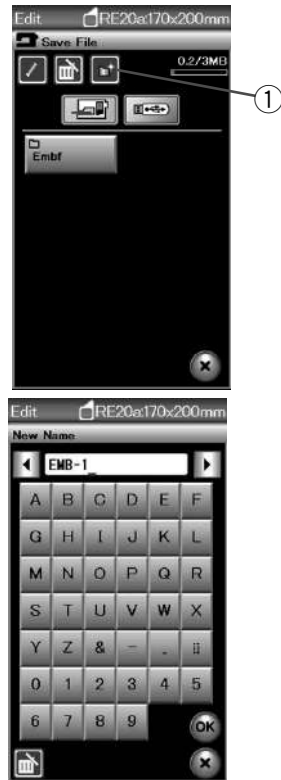 Edit RE20a:170x200mm
Save File
0.2/3MB
1
Embf
Edit RE20a:170x200mm
New Name
EMB-1_
A B C D E F
G H I J K L
M N O P Q R
S T U V W X
Y Z & - .
0 1 2 3 4 5
6 7 8 9 OK